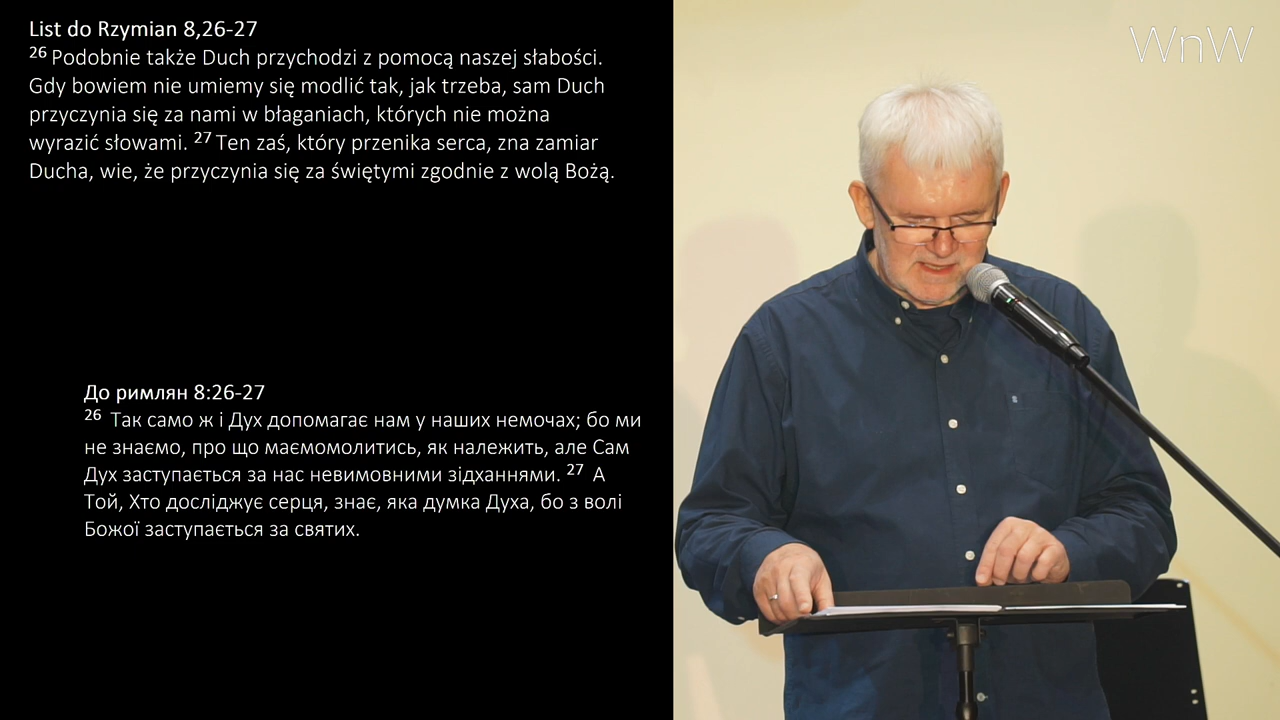 List do Rzymian 8,26-27
26 Podobnie także Duch przychodzi z pomocą naszej słabości.
Gdy bowiem nie umiemy się modlić tak, jak trzeba, sam Duch
przyczynia się za nami w błaganiach, których nie można
wyrazić słowami. 27 Ten zaś, który przenika serca, zna zamiar
Ducha, wie, że przyczynia się za świętymi zgodnie z wolą Bożą.
До римлян 8:26-27
26 Так само ж і Дух допомагає нам у наших немочах; бо ми
не знаємо, про що маємомолитись, як належить, але Сам
Дух заступається за нас невимовними зідханнями. 27 А
Той, Хто досліджує серця, знає, яка думка Духа, бо з волі
Божої заступається за святих.
WnW